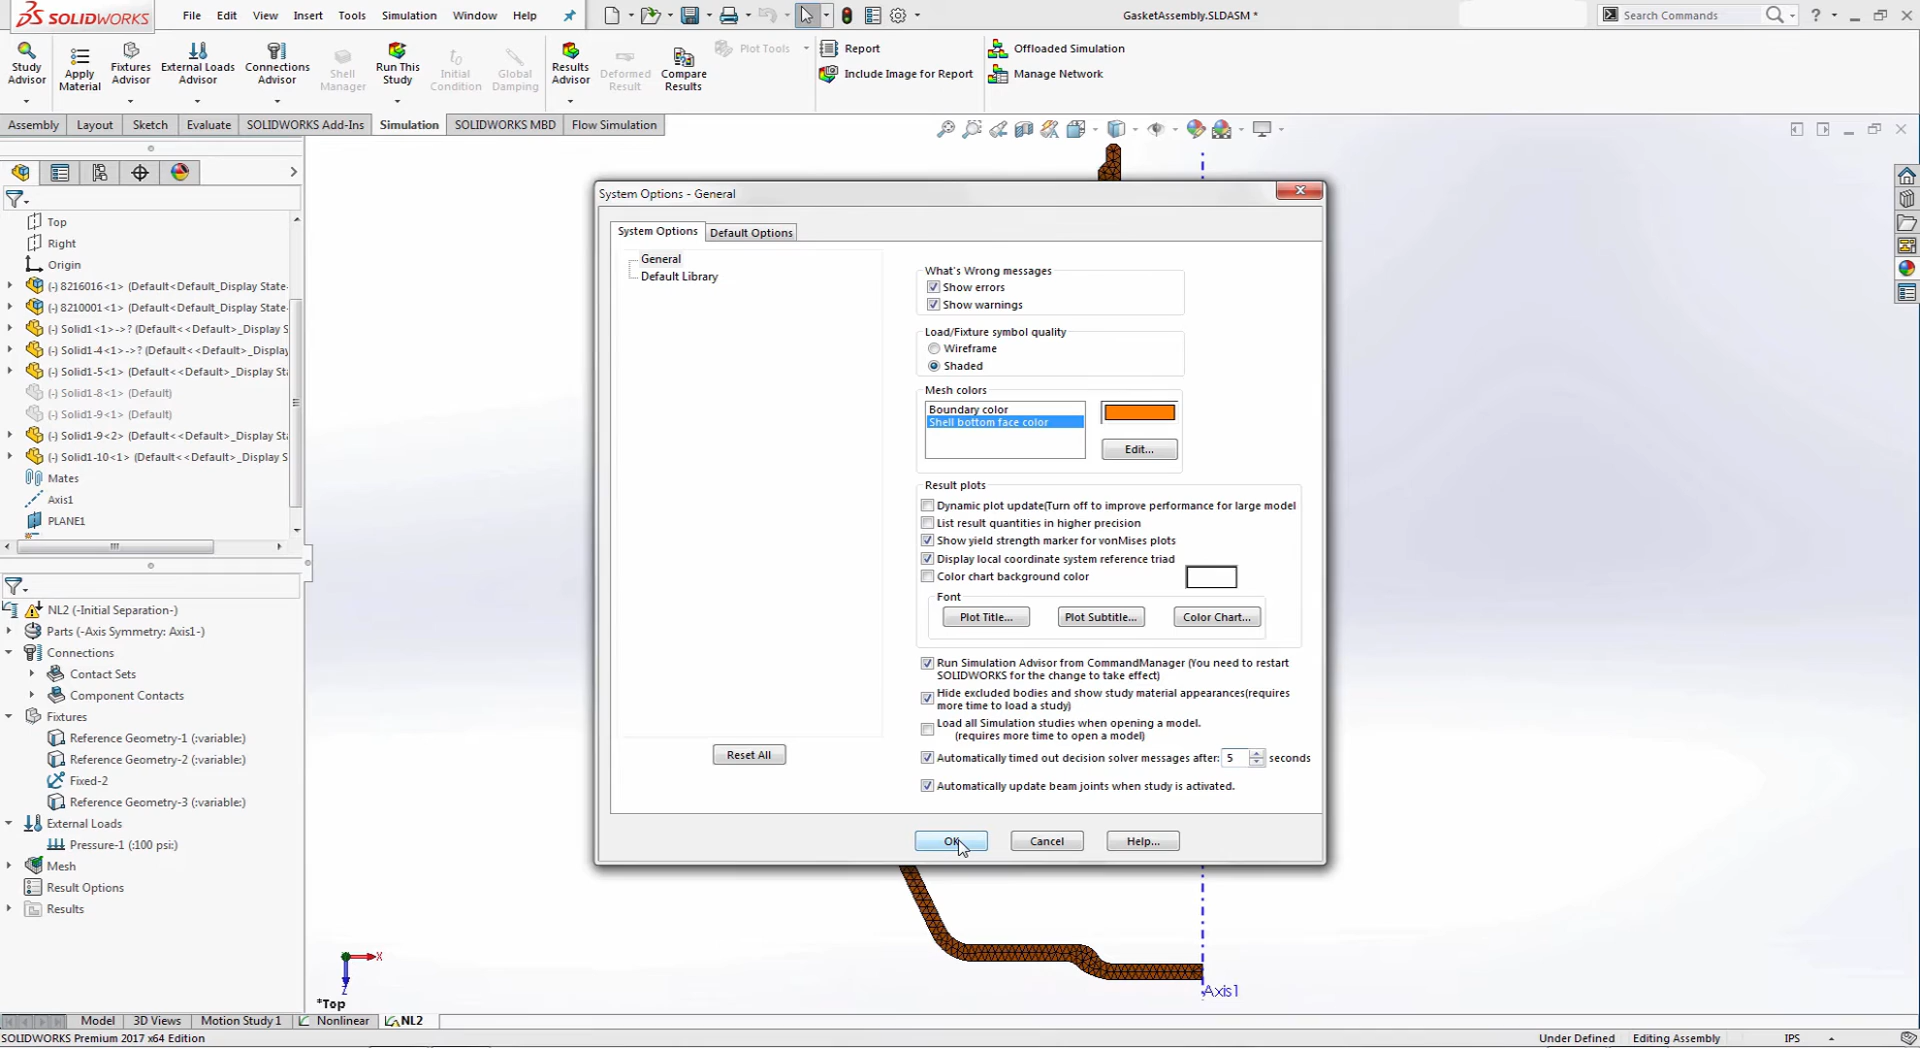 SOLIDWORKS File Edit View Insert Tools Simulation Window Help GasketAssembly.SLDASM * Search Commands
Study Advisor
Apply Material
Fixtures Advisor
External Loads Advisor
Connections Advisor
Shell Manager
Run This Study
Initial Condition
Global Damping
Results Advisor
Deformed Result
Compare Results
Plot Tools
Report
Include Image for Report
Offloaded Simulation
Manage Network
Assembly Layout Sketch Evaluate SOLIDWORKS Add-Ins Simulation SOLIDWORKS MBD Flow Simulation
Top
Right
Origin
(-) 8216016<1> (Default<Default_Display State-
(-) 8210001<1> (Default<Default_Display State-
(-) Solid1<1>->? (Default<<Default>_Display
(-) Solid1-4<1>->? (Default<<Default>_Display
(-) Solid1-5<1> (Default<<Default>_Display Sta
(-) Solid1-8<1> (Default)
(-) Solid1-9<1> (Default)
(-) Solid1-9<2> (Default<<Default>_Display Sta
(-) Solid1-10<1> (Default<<Default>_Display S
Mates
Axis1
PLANE1
NL2 (-Initial Separation-)
Parts (-Axis Symmetry: Axis1-)
Connections
Contact Sets
Component Contacts
Fixtures
Reference Geometry-1 (:variable:)
Reference Geometry-2 (:variable:)
Fixed-2
Reference Geometry-3 (:variable:)
External Loads
Pressure-1 (:100 psi:)
Mesh
Result Options
Results
System Options - General
System Options Default Options
General
Default Library
Reset All
What's Wrong messages
Show errors
Show warnings
Load/Fixture symbol quality
Wireframe
Shaded
Mesh colors
Boundary color
Shell bottom face color
Edit...
Result plots
Dynamic plot update(Turn off to improve performance for large model
List result quantities in higher precision
Show yield strength marker for vonMises plots
Display local coordinate system reference triad
Color chart background color
Font
Plot Title... Plot Subtitle... Color Chart...
Run Simulation Advisor from CommandManager (You need to restart
SOLIDWORKS for the change to take effect)
Hide excluded bodies and show study material appearances(requires
more time to load a study)
Load all Simulation studies when opening a model.
(requires more time to open a model)
Automatically timed out decision solver messages after: 5 seconds
Automatically update beam joints when study is activated.
OK Cancel Help...
X
Z
*Top
Axis1
Model 3D Views Motion Study 1 Nonlinear NL2
SOLIDWORKS Premium 2017 x64 Edition Under Defined Editing Assembly IPS